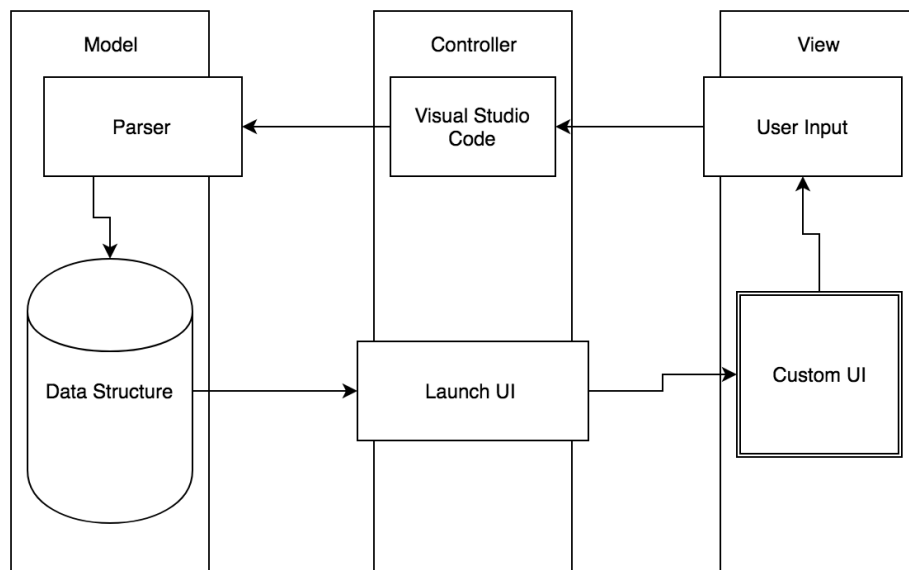 Model
Controller
View
Parser
Visual Studio
Code
User Input
Data Structure
Launch UI
Custom UI